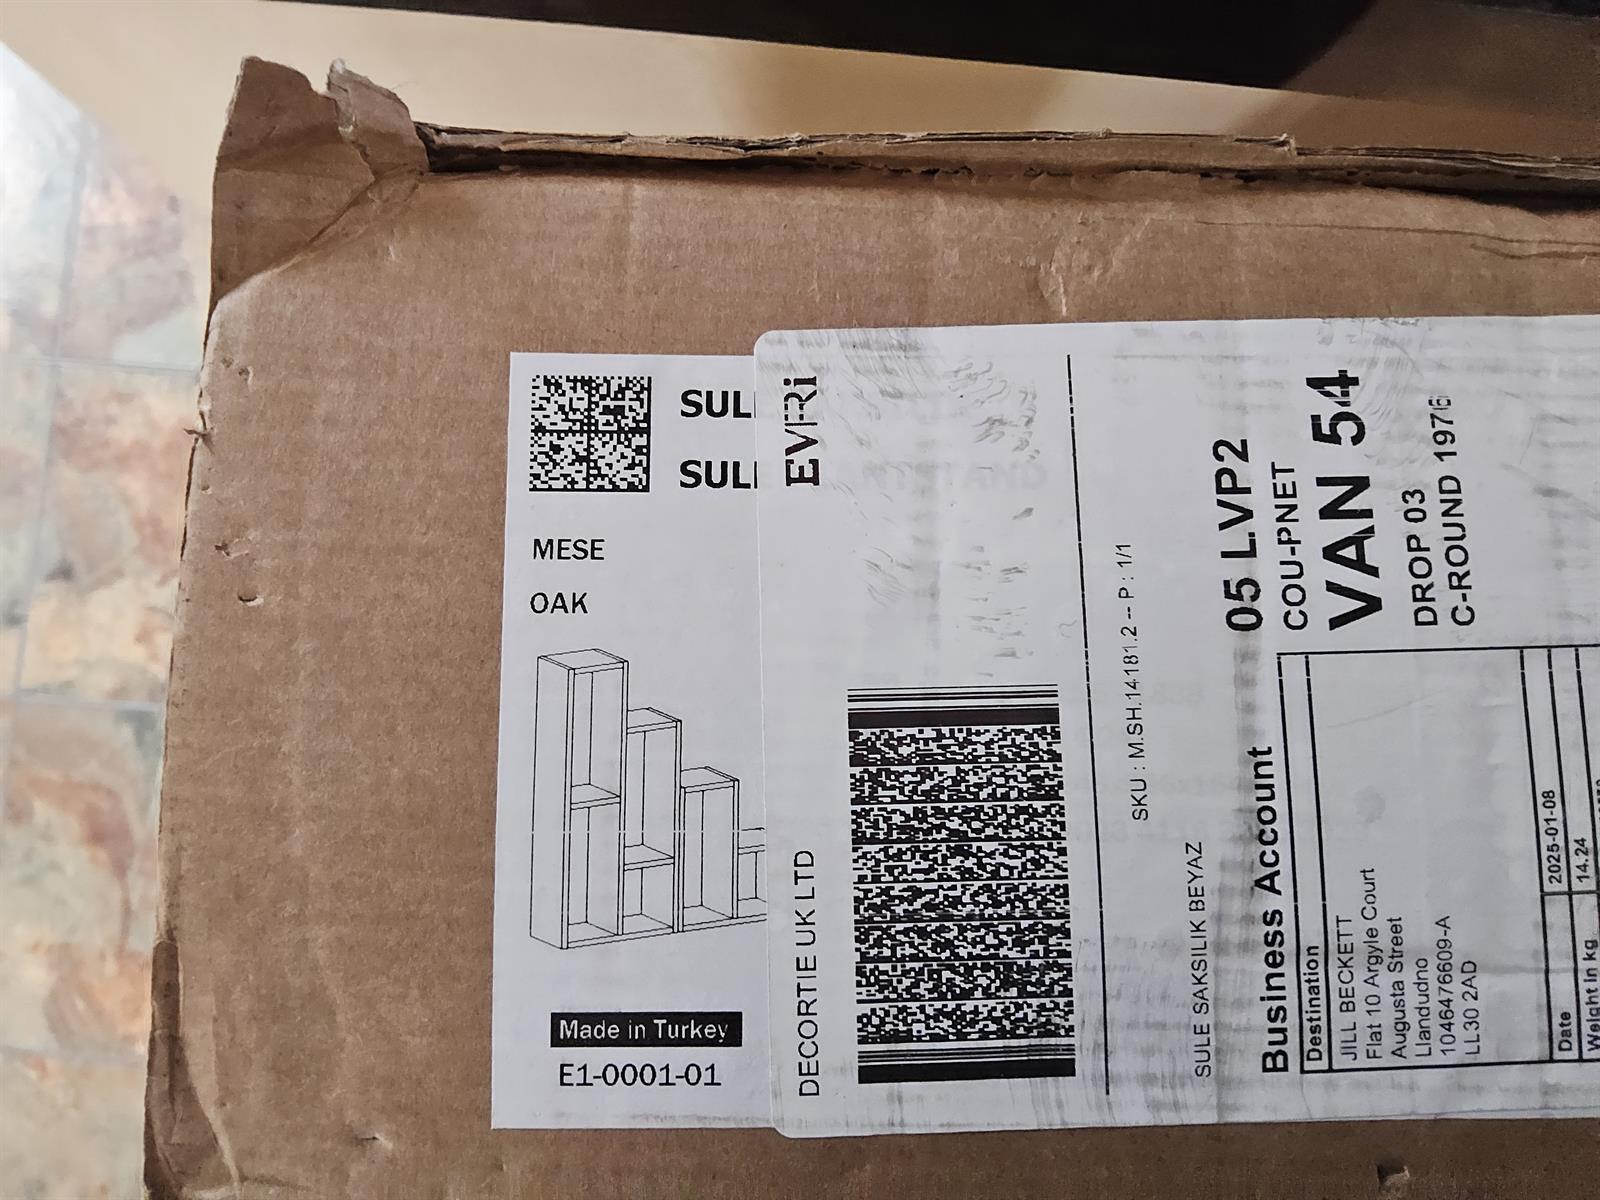 SUL
SUL
MESE
OAK
Made in Turkey
E1-0001-01
EVRi
DECORTIE UK LTD
SKU : M.SH.14181.2 -- P : 1/1
SULE SAKSILIK BEYAZ
05 LVP2
COU-PNET
VAN 54
DROP 03
C-ROUND 1976
Business Account
Destination
JILL BECKETT
Flat 10 Argyle Court
Augusta Street
Llandudno
1046476609-A
LL30 2AD
Date 2025-01-08
Weight in kg 14.24